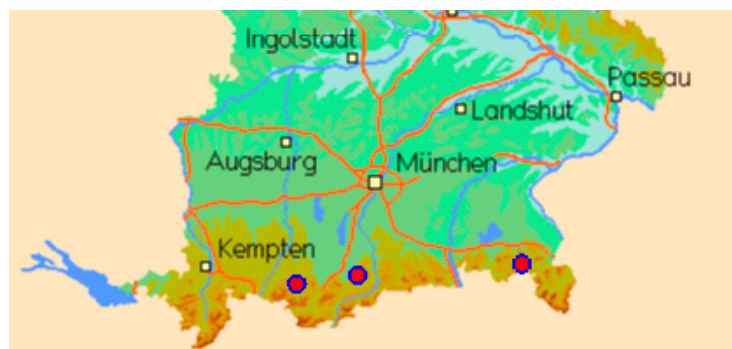 Ingolstadt
Passau
Landshut
Augsburg
München
Kempten